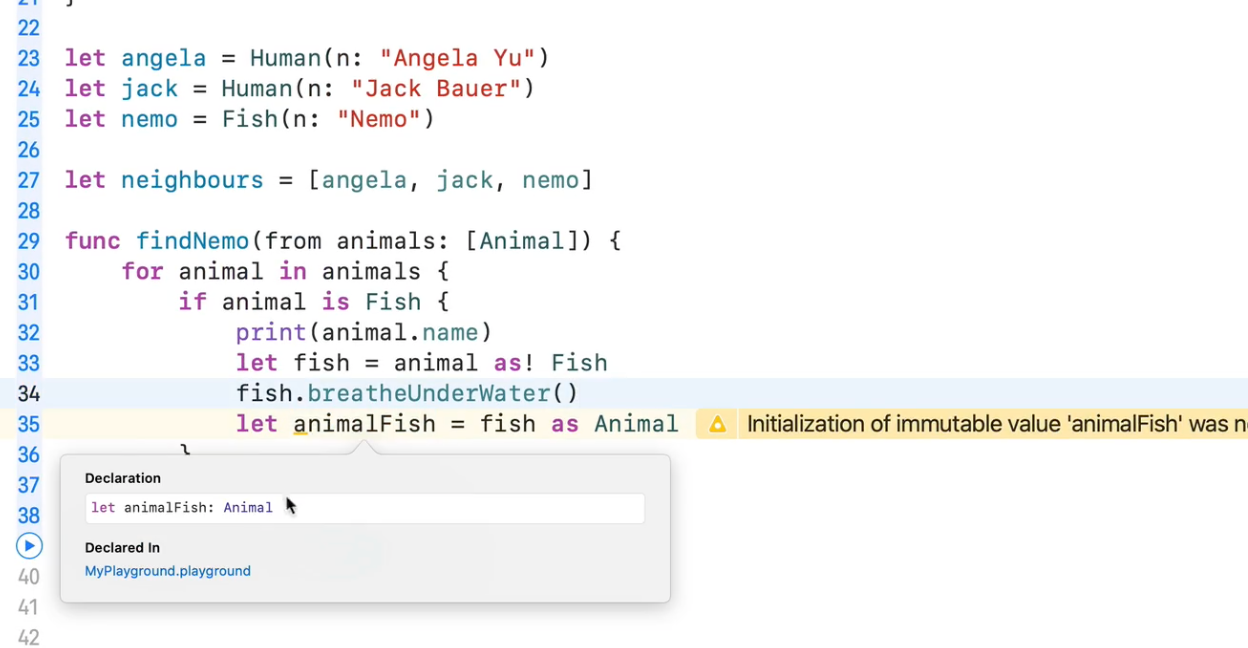 21 }
22
23 let angela = Human(n: "Angela Yu")
24 let jack = Human(n: "Jack Bauer")
25 let nemo = Fish(n: "Nemo")
26
27 let neighbours = [angela, jack, nemo]
28
29 func findNemo(from animals: [Animal]) {
30 for animal in animals {
31 if animal is Fish {
32 print(animal.name)
33 let fish = animal as! Fish
34 fish.breatheUnderWater()
35 let animalFish = fish as Animal Initialization of immutable value 'animalFish' was n
36 }
37
38
Declaration
let animalFish: Animal
Declared In
MyPlayground.playground
40
41
42